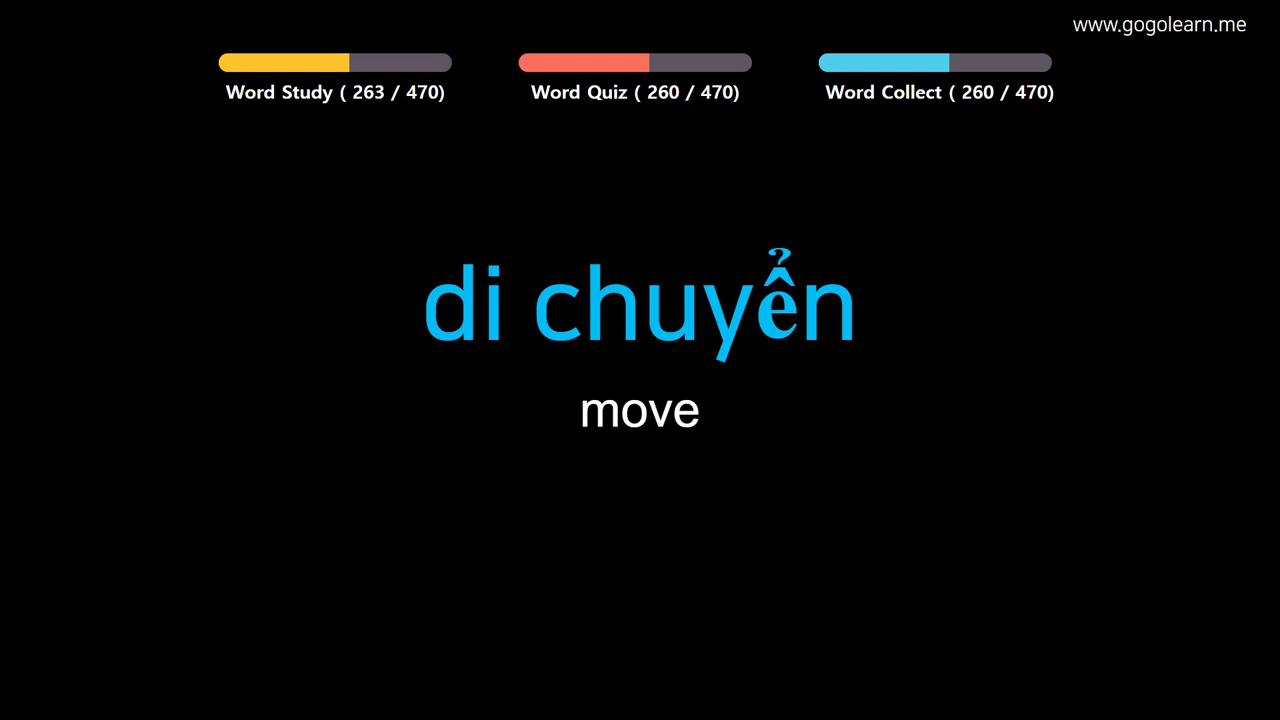 www.gogolearn.me
Word Study ( 263 / 470)
Word Quiz ( 260 / 470)
Word Collect ( 260 / 470)
di chuyển
move